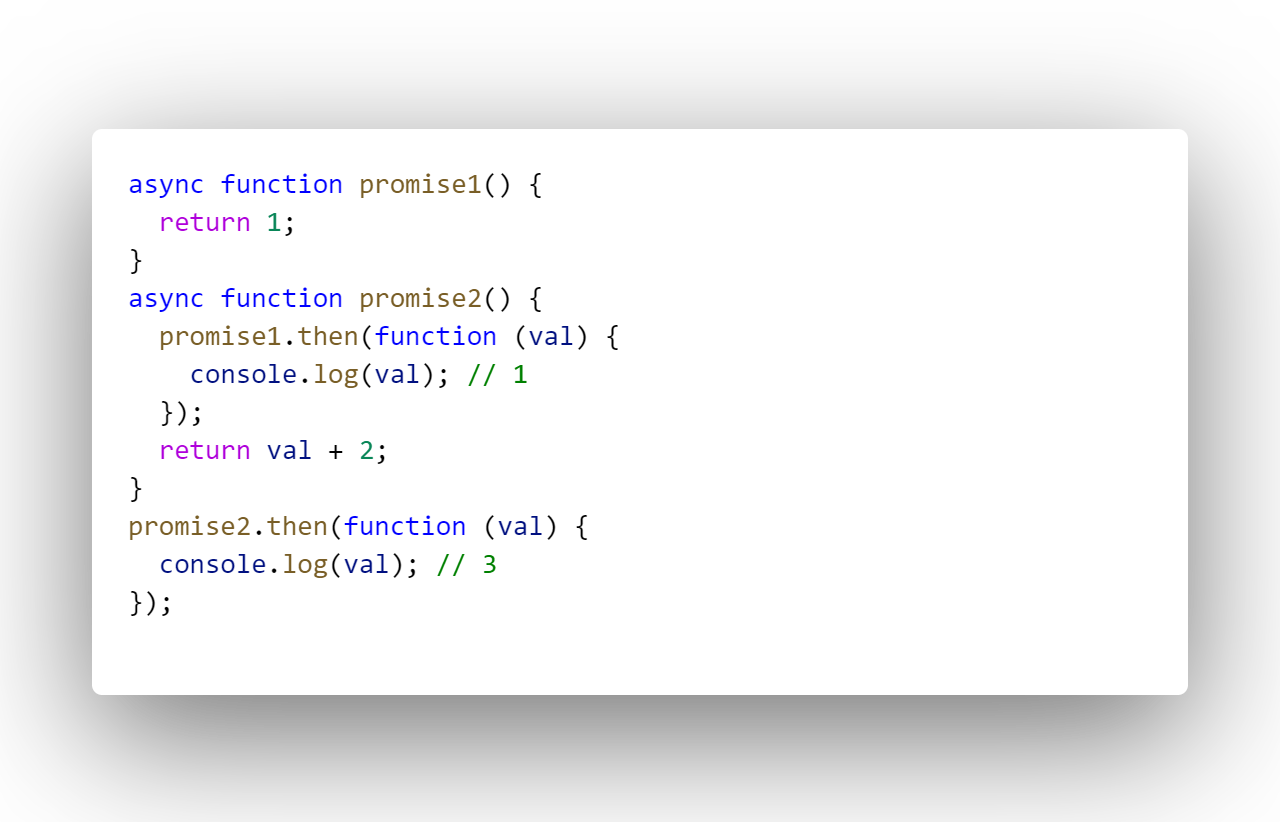 async function promise1() {
  return 1;
}
async function promise2() {
  promise1.then(function (val) {
    console.log(val); // 1
  });
  return val + 2;
}
promise2.then(function (val) {
  console.log(val); // 3
});